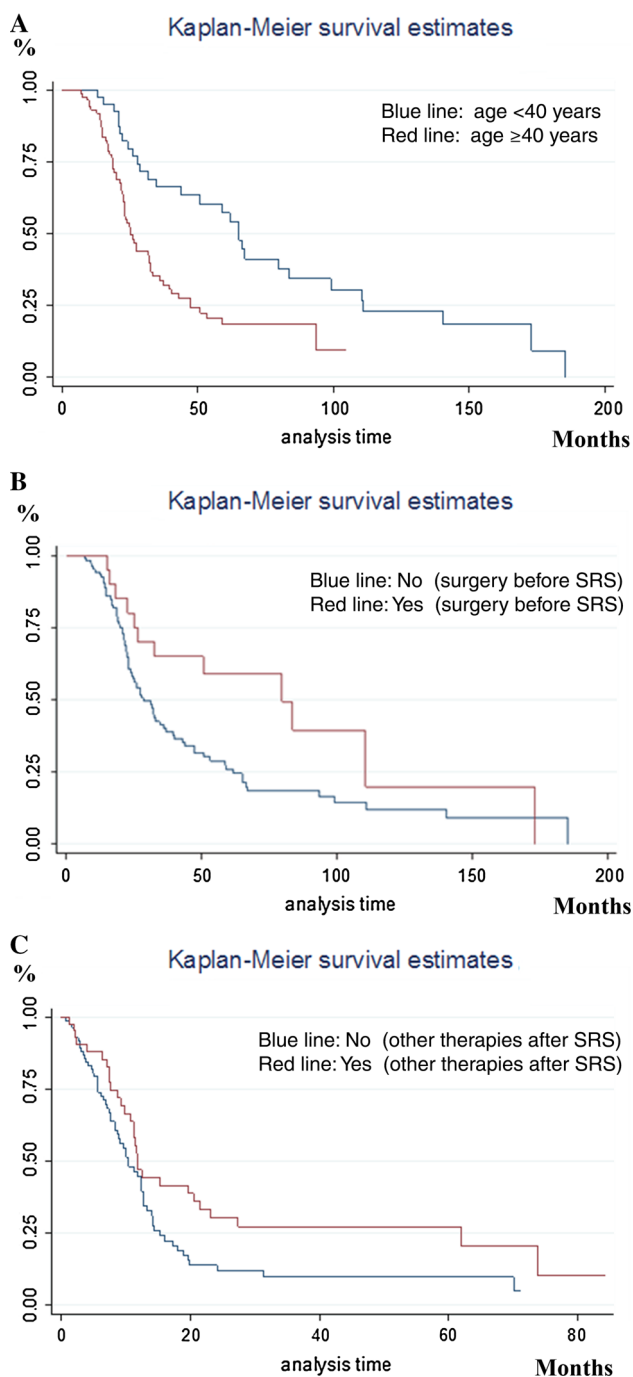 A
Kaplan-Meier survival estimates
%
1.00
Blue line: age <40 years
Red line: age ≥40 years
0.75
0.50
0.25
0.00
0 50 100 150 200
analysis time Months
B
Kaplan-Meier survival estimates
%
1.00
Blue line: No (surgery before SRS)
Red line: Yes (surgery before SRS)
0.75
0.50
0.25
0.00
0 50 100 150 200
analysis time Months
C
Kaplan-Meier survival estimates
%
1.00
Blue line: No (other therapies after SRS)
Red line: Yes (other therapies after SRS)
0.75
0.50
0.25
0.00
0 20 40 60 80
analysis time Months